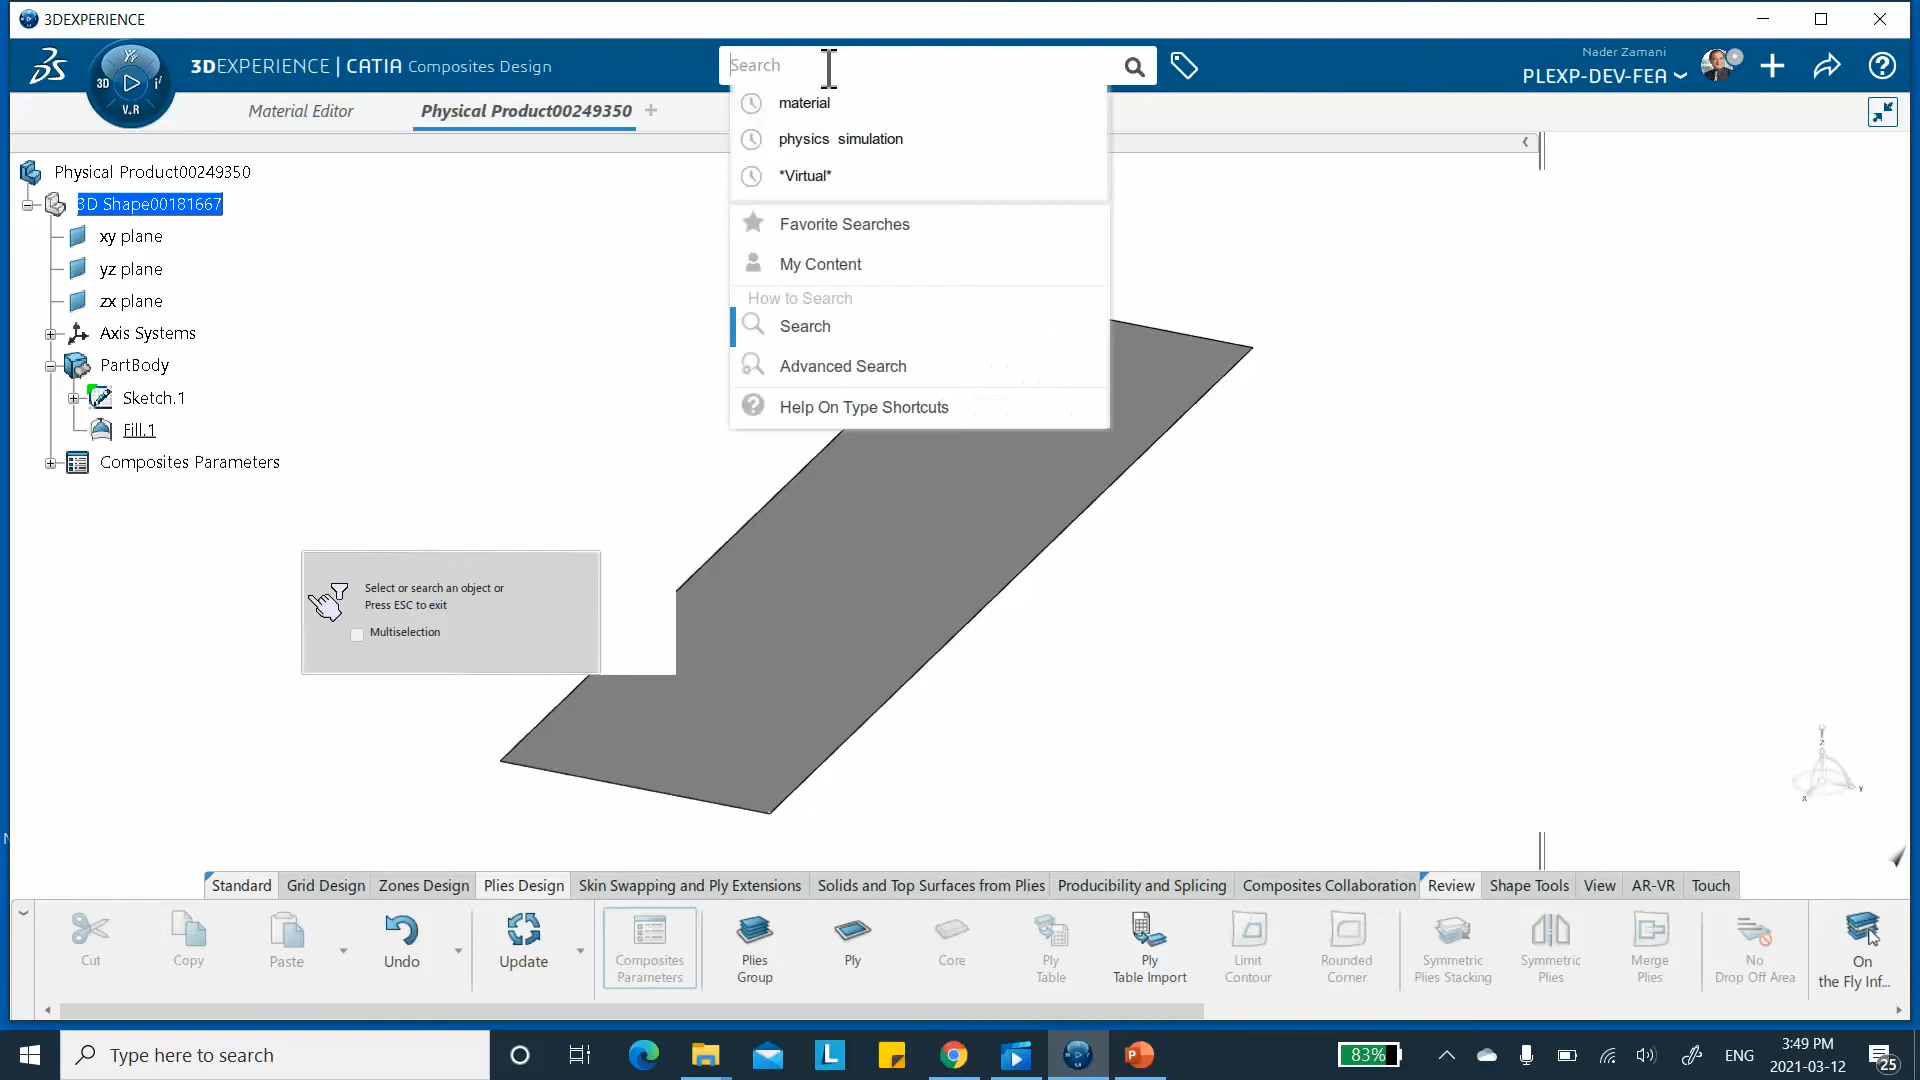 3DEXPERIENCE
3DEXPERIENCE | CATIA Composites Design
3D
V.R
Search
Nader Zamani
PLEXP-DEV-FEA
Material Editor
Physical Product00249350
material
physics simulation
*Virtual*
Favorite Searches
My Content
How to Search
Search
Advanced Search
Help On Type Shortcuts
Physical Product00249350
3D Shape00181667
xy plane
yz plane
zx plane
Axis Systems
PartBody
Sketch.1
Fill.1
Composites Parameters
Select or search an object or
Press ESC to exit
Multiselection
Z
X
Y
Standard
Grid Design
Zones Design
Plies Design
Skin Swapping and Ply Extensions
Solids and Top Surfaces from Plies
Producibility and Splicing
Composites Collaboration
Review
Shape Tools
View
AR-VR
Touch
Cut
Copy
Paste
Undo
Update
Composites
Parameters
Plies
Group
Ply
Core
Ply
Table
Ply
Table Import
Limit
Contour
Rounded
Corner
Symmetric
Plies Stacking
Symmetric
Plies
Merge
Plies
No
Drop Off Area
On
the Fly Inf...
Type here to search
83%
ENG
3:49 PM
2021-03-12
25